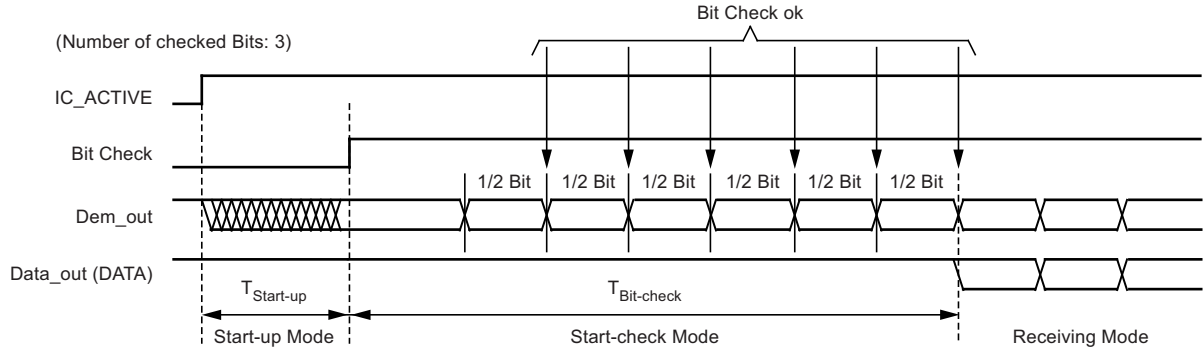 Bit Check ok
(Number of checked Bits: 3)
IC_ACTIVE
Bit Check
1/2 Bit 1/2 Bit 1/2 Bit 1/2 Bit 1/2 Bit 1/2 Bit
Dem_out
Data_out (DATA)
TStart-up TBit-check
Start-up Mode Start-check Mode Receiving Mode